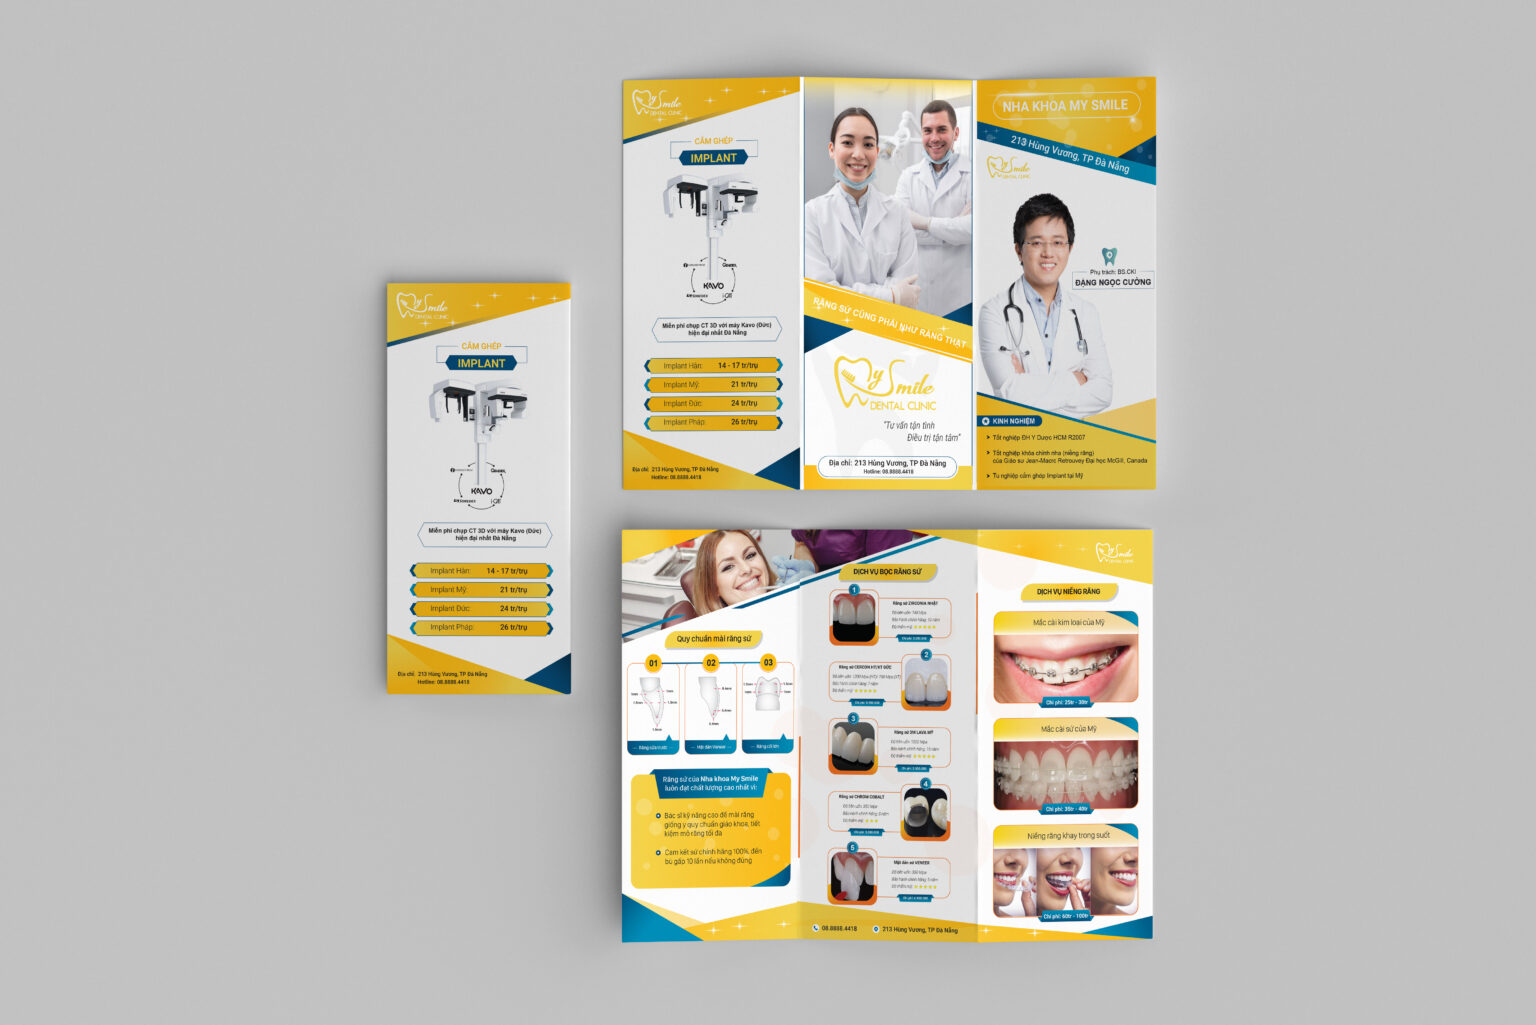 My Smile
DENTAL CLINIC
CẮM GHÉP
IMPLANT
KAVO
Miễn phí chụp CT 3D với máy Kavo (Đức)
hiện đại nhất Đà Nẵng
Implant Hàn: 14 - 17 tr/trụ
Implant Mỹ: 21 tr/trụ
Implant Đức: 24 tr/trụ
Implant Pháp: 26 tr/trụ
Địa chỉ: 213 Hùng Vương, TP Đà Nẵng
Hotline: 08.8888.4418
My Smile
DENTAL CLINIC
CẮM GHÉP
IMPLANT
KAVO
Miễn phí chụp CT 3D với máy Kavo (Đức)
hiện đại nhất Đà Nẵng
Implant Hàn: 14 - 17 tr/trụ
Implant Mỹ: 21 tr/trụ
Implant Đức: 24 tr/trụ
Implant Pháp: 26 tr/trụ
Địa chỉ: 213 Hùng Vương, TP Đà Nẵng
Hotline: 08.8888.4418
RĂNG SỨ CŨNG PHẢI NHƯ RĂNG THẬT
My Smile
DENTAL CLINIC
"Tư vấn tận tình
Điều trị tận tâm"
Địa chỉ: 213 Hùng Vương, TP Đà Nẵng
Hotline: 08.8888.4418
NHA KHOA MY SMILE
213 Hùng Vương, TP Đà Nẵng
My Smile
DENTAL CLINIC
Phụ trách: BS.CKI
ĐẶNG NGỌC CƯỜNG
KINH NGHIỆM
Tốt nghiệp ĐH Y Dược HCM R2007
Tốt nghiệp khóa chỉnh nha (niềng răng)
của Giáo sư Jean-Macrc Retrouvey Đại học McGill, Canada
Tu nghiệp cắm ghép Implant tại Mỹ
Quy chuẩn mài răng sứ
01
02
03
Răng cửa trước
Mặt dán Veneer
Răng cối lớn
Răng sứ của Nha khoa My Smile
luôn đạt chất lượng cao nhất vì:
Bác sĩ kỹ năng cao để mài răng
giống y quy chuẩn giáo khoa, tiết
kiệm mô răng tối đa
Cam kết sứ chính hãng 100%, đền
bù gấp 10 lần nếu không đúng
DỊCH VỤ BỌC RĂNG SỨ
1
Răng sứ ZIRCONIA NHẬT
2
Răng sứ CERCON HT/XT ĐỨC
3
Răng sứ 3M LAVA MỸ
4
Răng sứ CHROM COBALT
5
Mặt dán sứ VENEER
08.8888.4418
213 Hùng Vương, TP Đà Nẵng
My Smile
DENTAL CLINIC
DỊCH VỤ NIỀNG RĂNG
Mắc cài kim loại của Mỹ
Chi phí: 25tr - 30tr
Mắc cài sứ của Mỹ
Chi phí: 35tr - 40tr
Niềng răng khay trong suốt
Chi phí: 60tr - 100tr